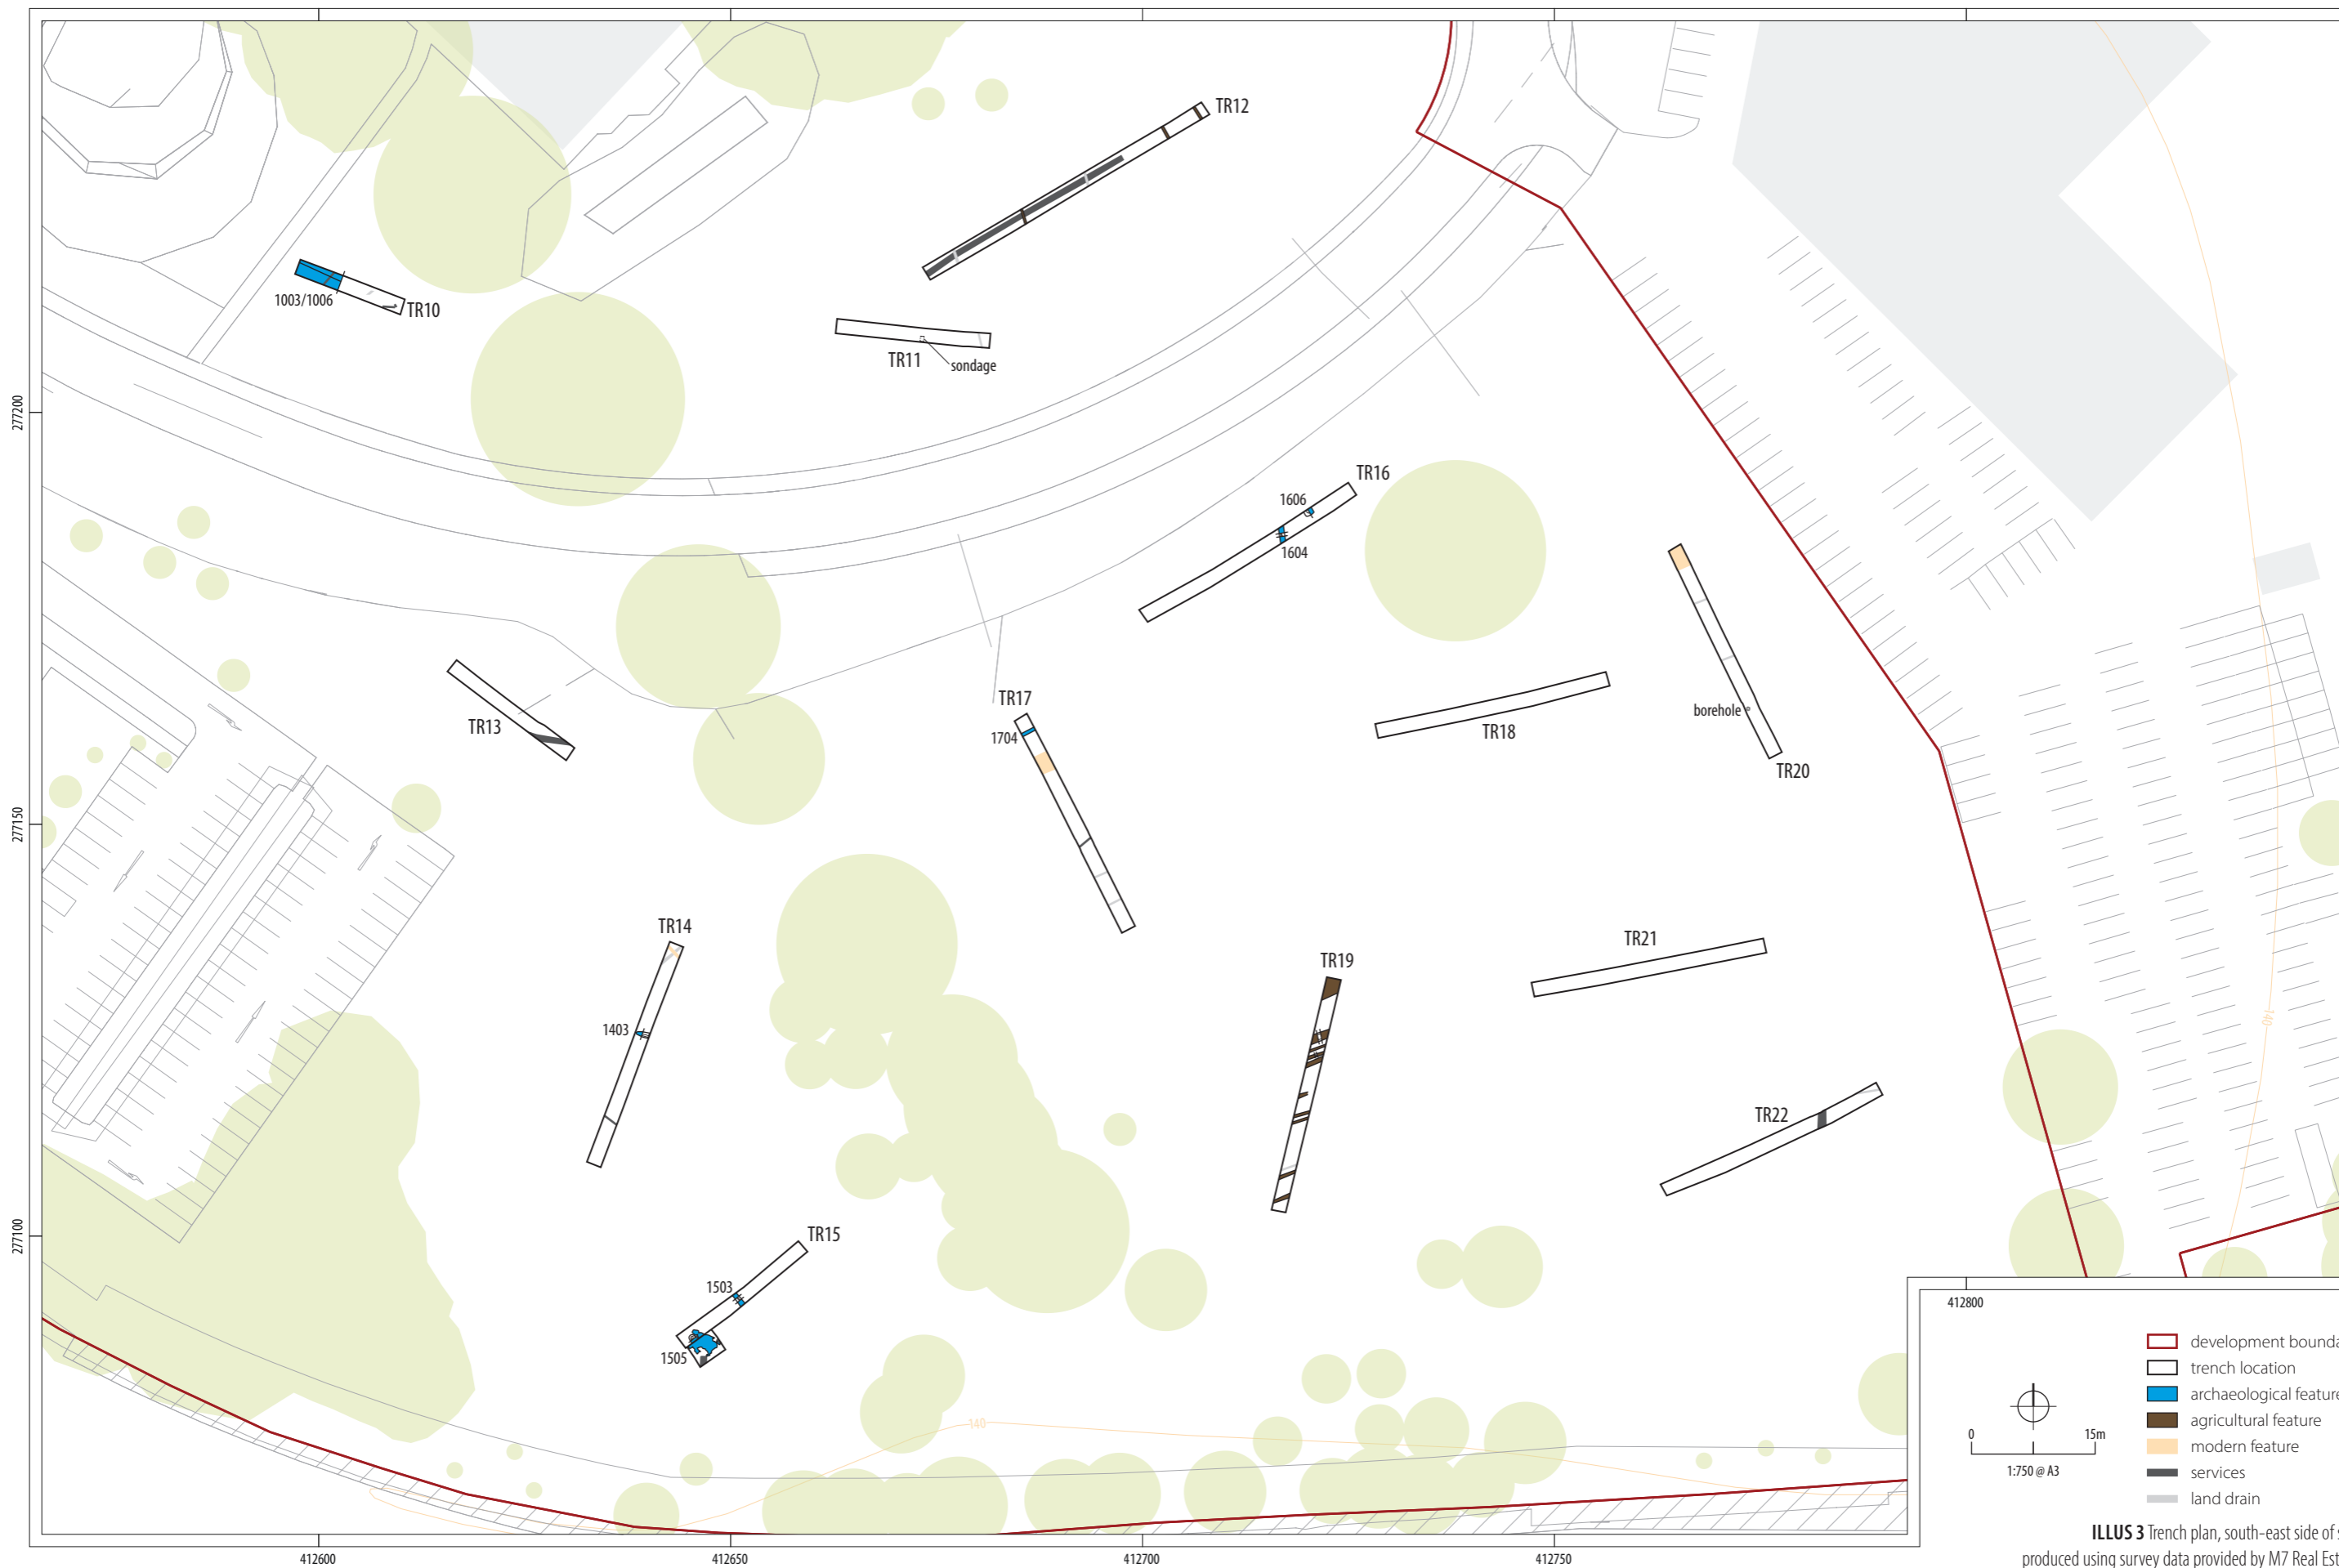 TR12
1003/1006
TR10
TR11
sondage
277200
TR16
1606
1604
TR13
TR17
1704
borehole
TR18
TR20
277150
TR14
TR19
TR21
1403
140
TR22
277100
TR15
1503
1505
140
412800
development bounda
trench location
archaeological feature
agricultural feature
modern feature
services
land drain
0 15m
1:750 @ A3
ILLUS 3 Trench plan, south-east side of s
produced using survey data provided by M7 Real Est
412600 412650 412700 412750